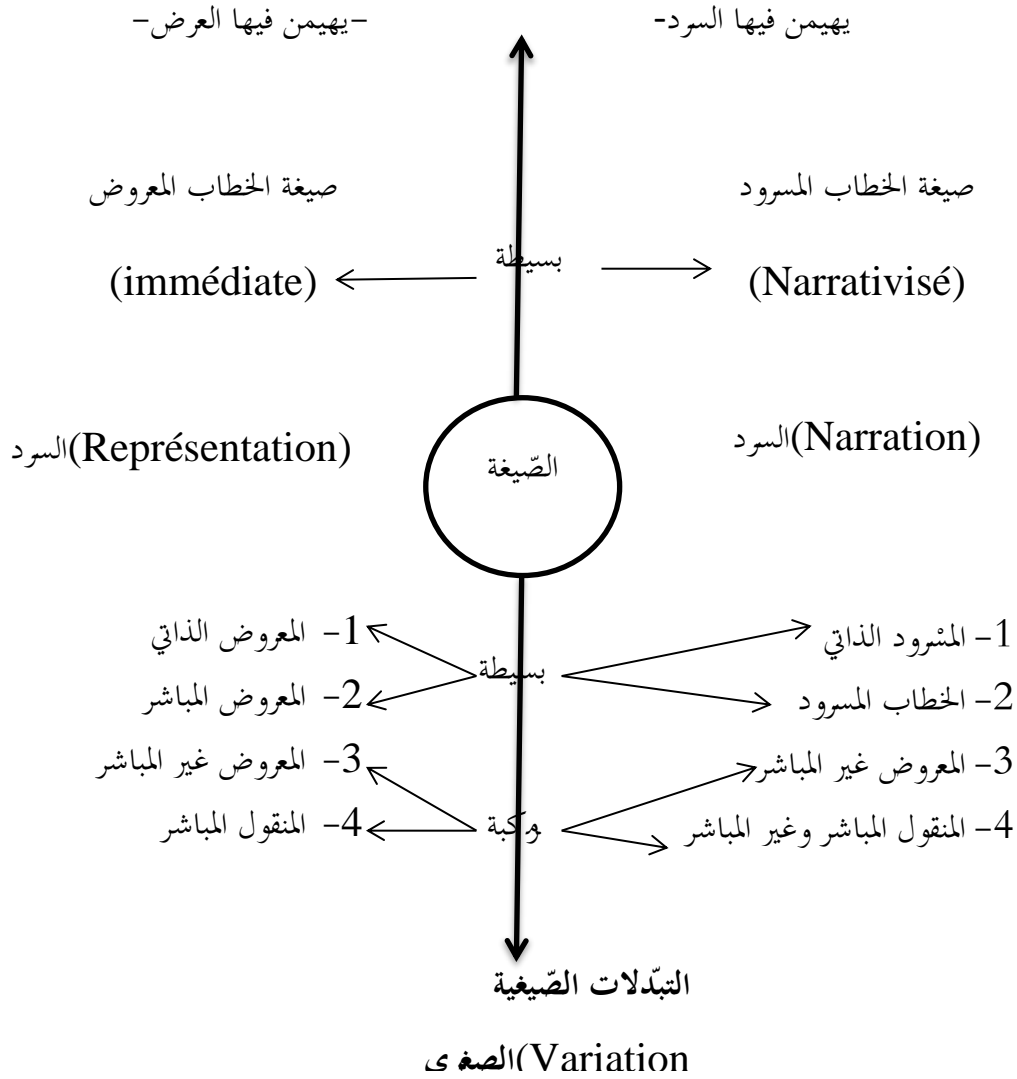 يهيمن فيها السرد- -يهيمن فيها العرض-
صيغة الخطاب المسرود صيغة الخطاب المعروض
بسيطة
(Narrativisé) (immédiate)
السرد(Narration) السرد(Représentation)
الصّيغة
1- المسْرود الذاتي 1- المعروض الذاتي
بسيطة
2- الخطاب المسرود 2- المعروض المباشر
3- المعروض غير المباشر 3- المعروض غير المباشر
4- المنقول المباشر وغير المباشر مركبة 4- المنقول المباشر
التبّدلات الصّيغية
الصغرى(Variation